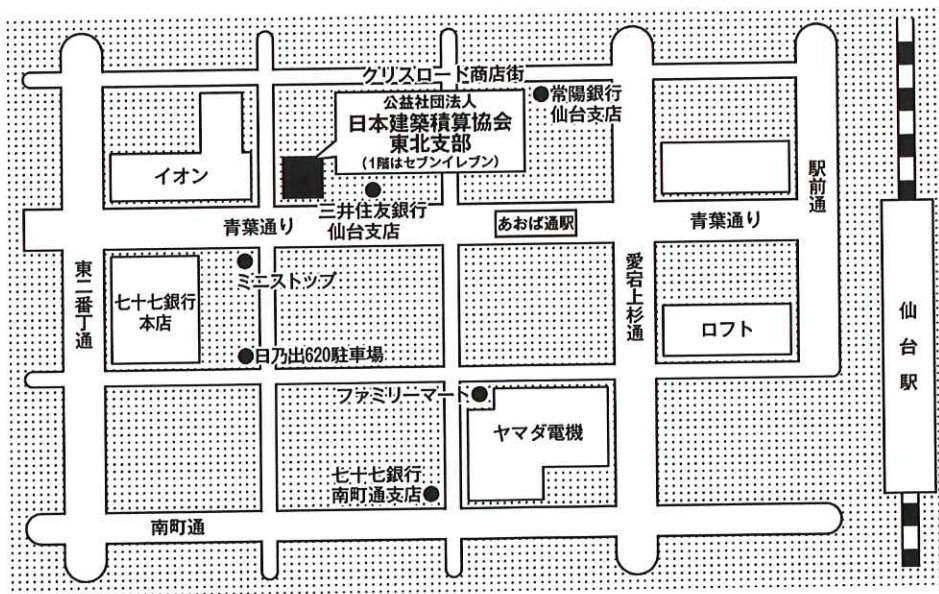 クリスロード商店街
公益社団法人
日本建築積算協会
東北支部
(1階はセブンイレブン)
常陽銀行
仙台支店
イオン
三井住友銀行
仙台支店
青葉通り
あおば通駅
青葉通り
駅前通
東二番丁通
ミニストップ
七十七銀行
本店
日乃出620駐車場
愛宕上杉通
ロフト
仙台駅
ファミリーマート
ヤマダ電機
七十七銀行
南町通支店
南町通